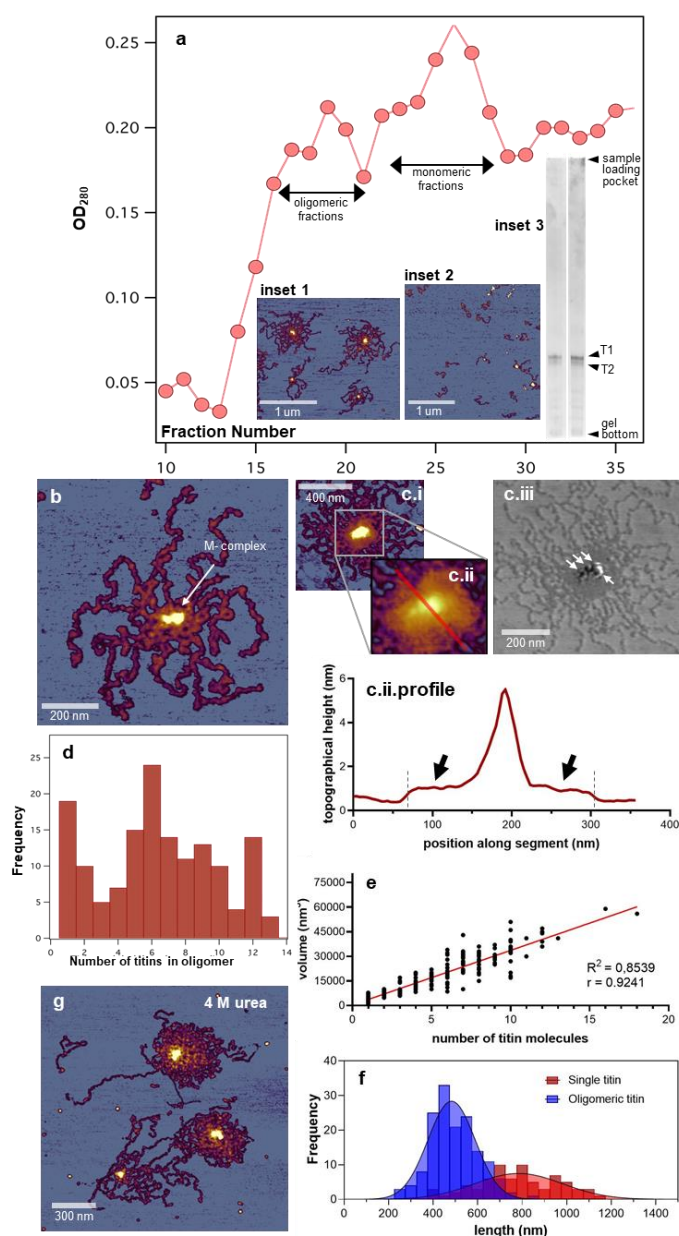 a
0.25
0.20
0.15
0.10
0.05
OD280
oligomeric
fractions
monomeric
fractions
inset 1
1 um
inset 2
1 um
inset 3
sample
loading
pocket
T1
T2
gel
bottom
Fraction Number
10
15
20
25
30
35
b
M- complex
200 nm
c.i
400 nm
c.ii
c.iii
200 nm
c.ii.profile
topographical height (nm)
6
4
2
0
0
100
200
300
400
position along segment (nm)
d
Frequency
25
20
15
10
5
0
2
4
6
8
10
12
14
Number of titins in oligomer
e
75000
60000
45000
30000
15000
0
0
5
10
15
20
R² = 0,8539
r = 0.9241
number of titin molecules
g
4 M urea
300 nm
f
Frequency
40
30
20
10
0
Single titin
Oligomeric titin
0
200
400
600
800
1000
1200
1400
length (nm)